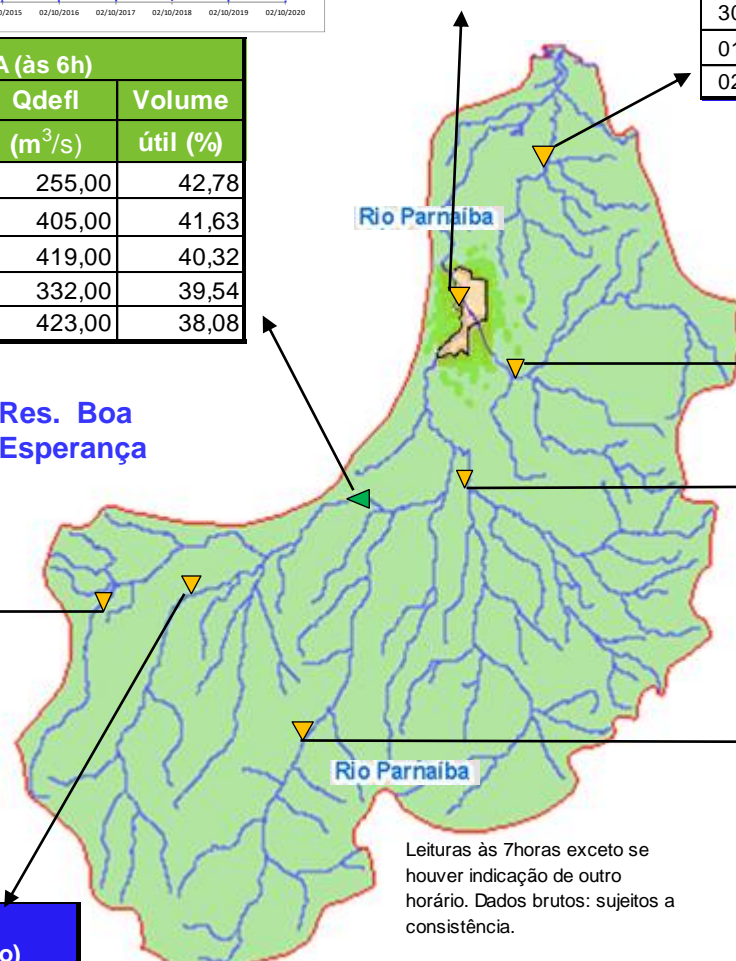 02/10/2016 02/10/2017 02/10/2018 02/10/2019 02/10/2020
30
01
02
A (às 6h)
Qdefl Volume
(m³/s) útil (%)
255,00 42,78
405,00 41,63
419,00 40,32
332,00 39,54
423,00 38,08
Rio Parnaíba
Res. Boa
Esperança
Rio Parnaíba
Leituras às 7horas exceto se
houver indicação de outro
horário. Dados brutos: sujeitos a
consistência.